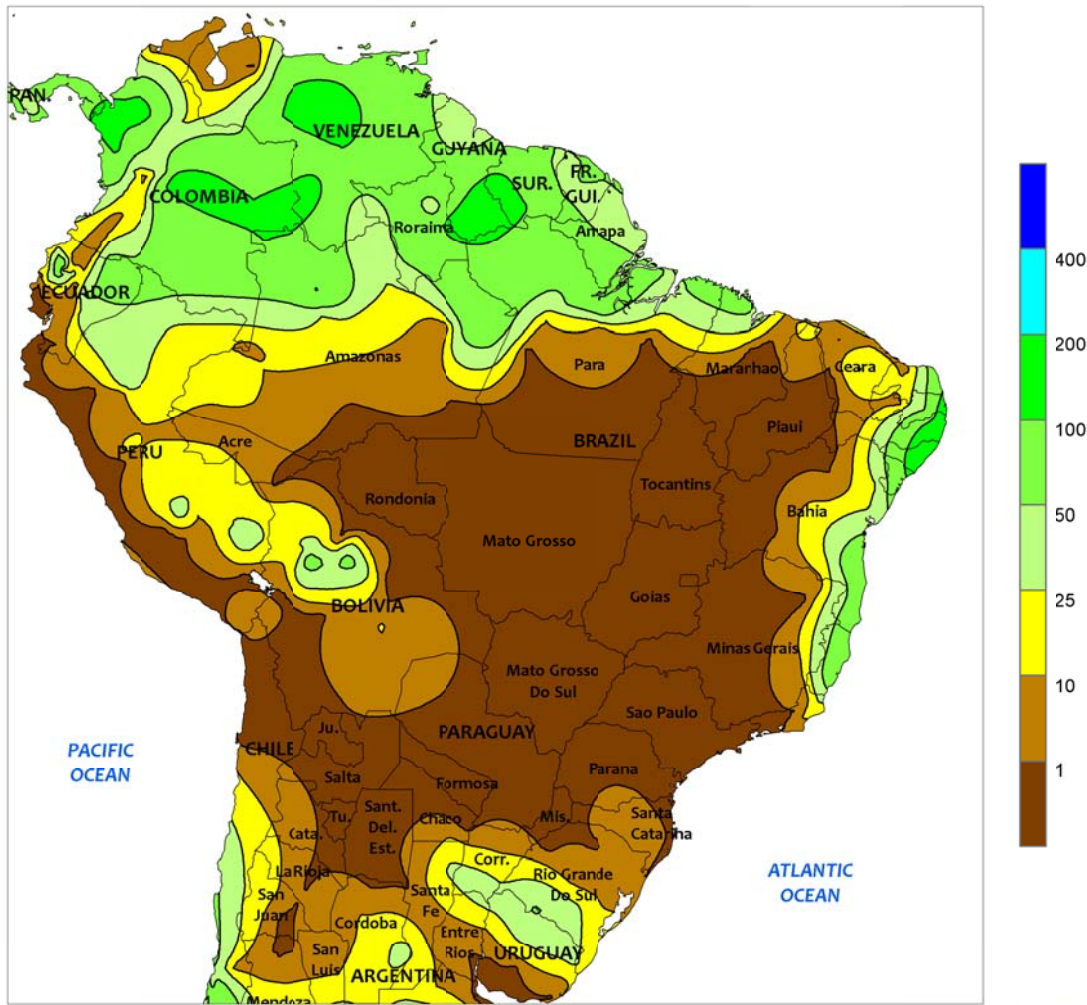 PAN.
VENEZUELA
GUYANA
SUR.
FR.
GUI.
COLOMBIA
Roraima
Amapa
ECUADOR
Amazonas
Para
Mararhao
Ceara
PERU
Acre
BRAZIL
Piaui
Rondonia
Tocantins
Bahia
Mato Grosso
Goias
BOLIVIA
Minas Gerais
Mato Grosso
Do Sul
Sao Paulo
PARAGUAY
Ju.
CHILE
Salta
Formosa
Parana
Tu.
Sant.
Del.
Est.
Chaco
Mis.
Santa
Catarina
Cata.
La Rioja
Corr.
Rio Grande
Do Sul
San
Juan
Santa
Fe
Cordoba
Entre
Rios
San
Luis
URUGUAY
ARGENTINA
Mendoza
PACIFIC
OCEAN
ATLANTIC
OCEAN
400
200
100
50
25
10
1